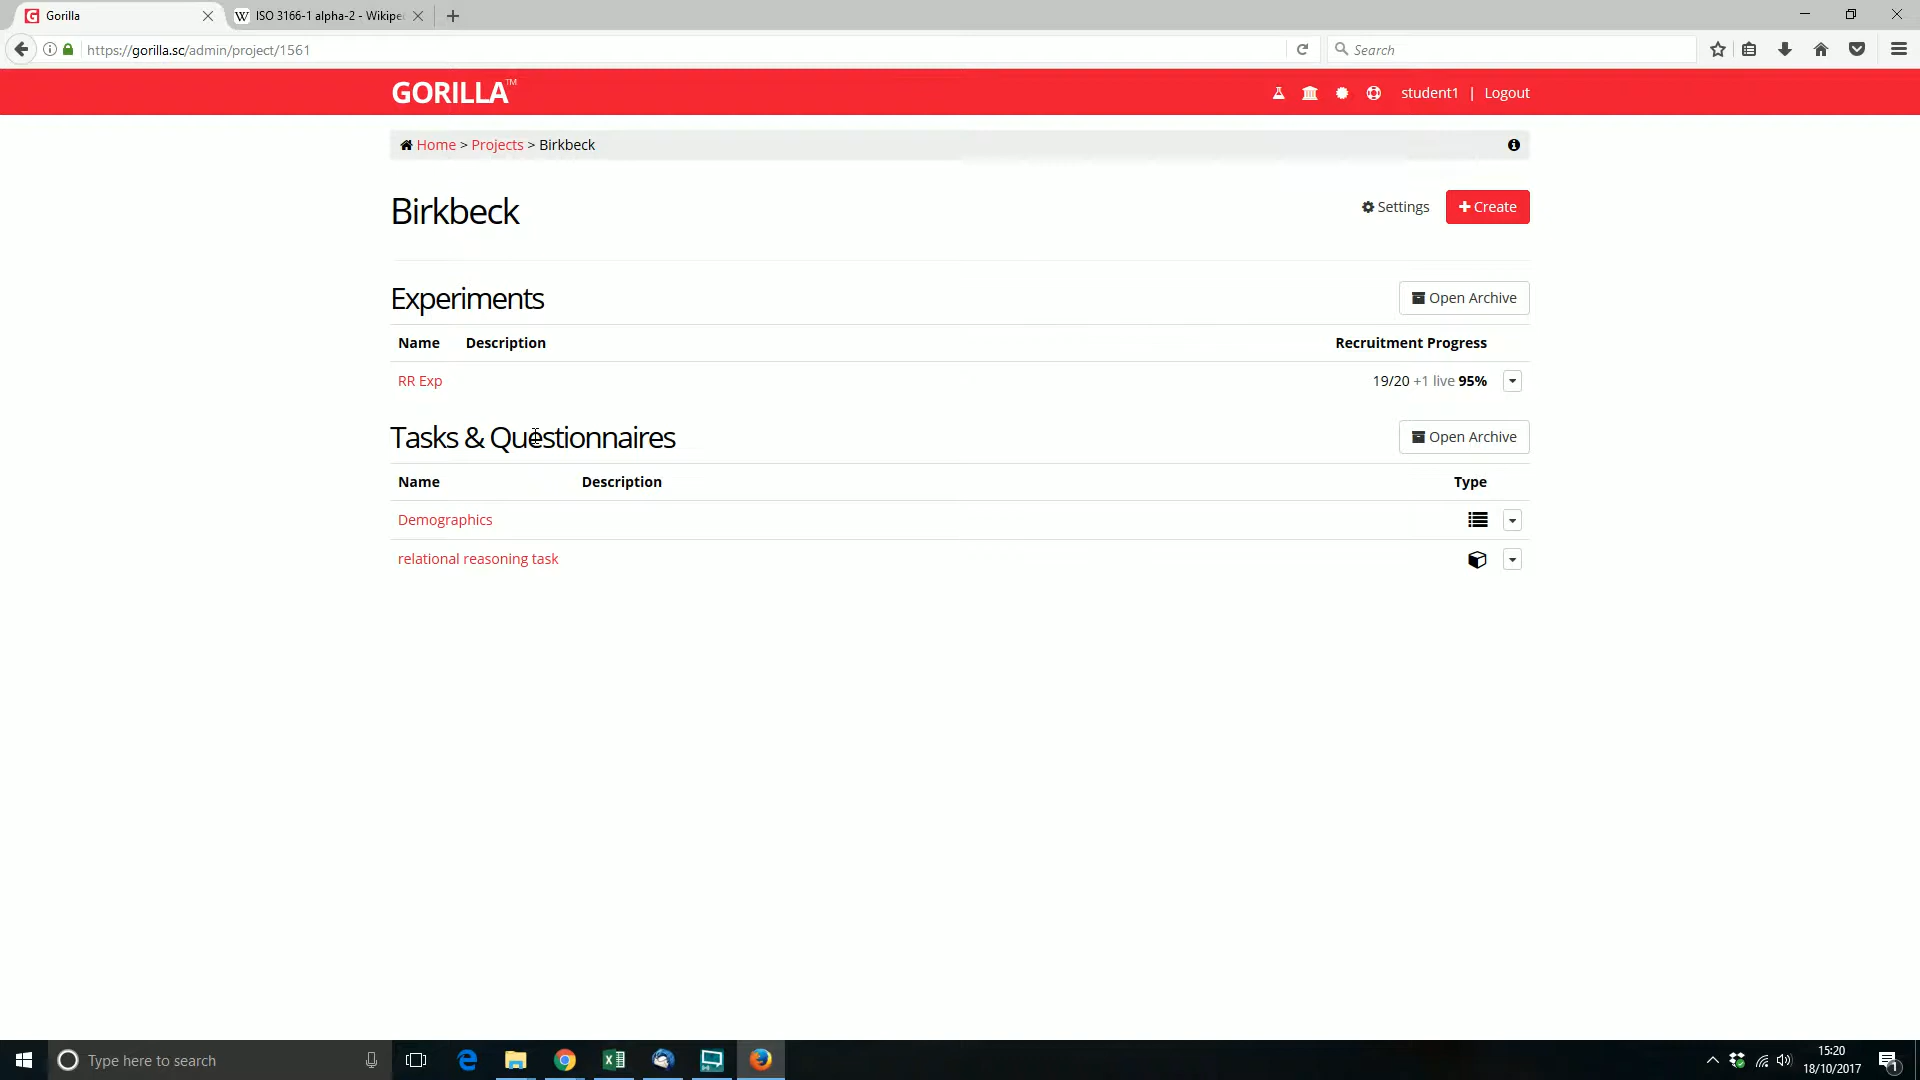 Gorilla
ISO 3166-1 alpha-2 - Wikipe
https://gorilla.sc/admin/project/1561
Search
GORILLA™
student1 | Logout
Home > Projects > Birkbeck
Birkbeck
Settings
Create
Experiments
Open Archive
Name Description Recruitment Progress
RR Exp 19/20 +1 live 95%
Tasks & Questionnaires
Open Archive
Name Description Type
Demographics
relational reasoning task
Type here to search
15:20
18/10/2017
1